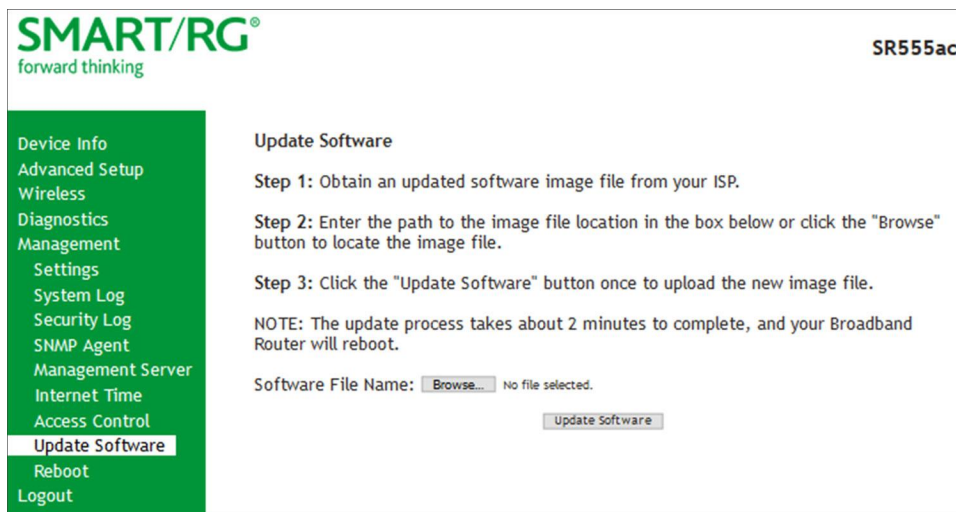 SMART/RG®
forward thinking
SR555ac
Device Info
Advanced Setup
Wireless
Diagnostics
Management
Settings
System Log
Security Log
SNMP Agent
Management Server
Internet Time
Access Control
Update Software
Reboot
Logout
Update Software
Step 1: Obtain an updated software image file from your ISP.
Step 2: Enter the path to the image file location in the box below or click the "Browse"
button to locate the image file.
Step 3: Click the "Update Software" button once to upload the new image file.
NOTE: The update process takes about 2 minutes to complete, and your Broadband
Router will reboot.
Software File Name: Browse... No file selected.
Update Software